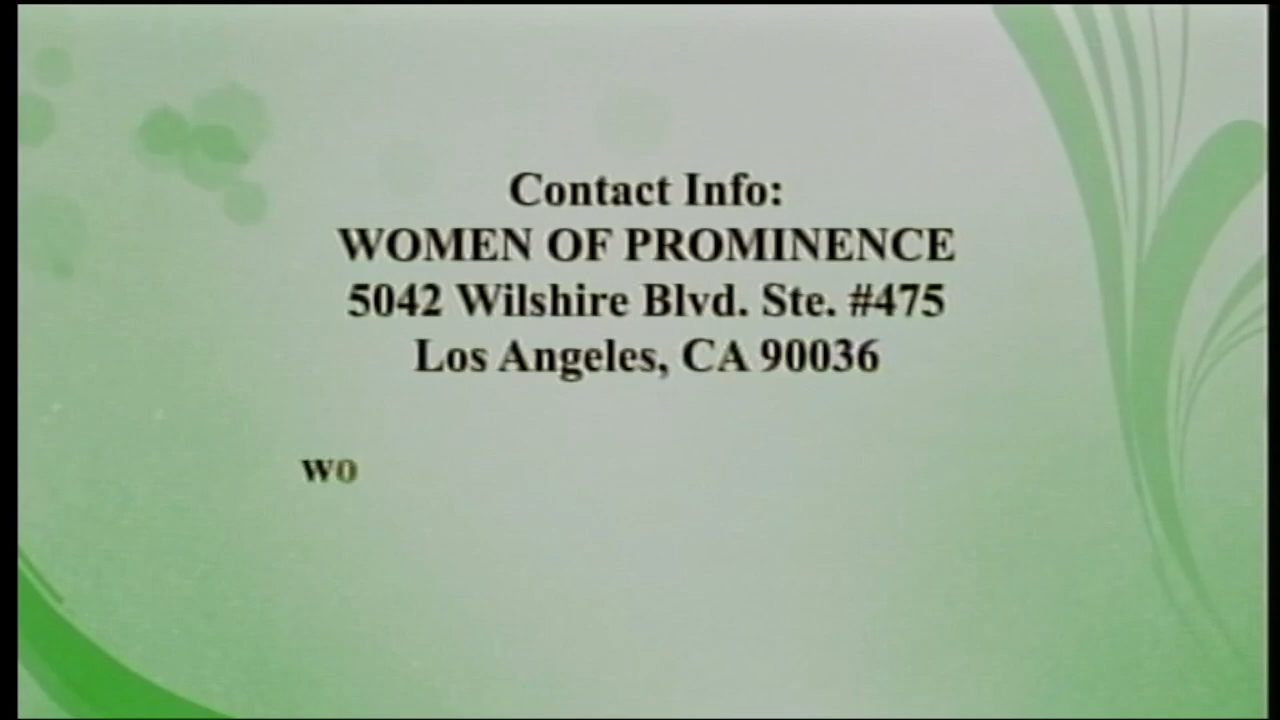 Contact Info:
WOMEN OF PROMINENCE
5042 Wilshire Blvd. Ste. #475
Los Angeles, CA 90036
wo